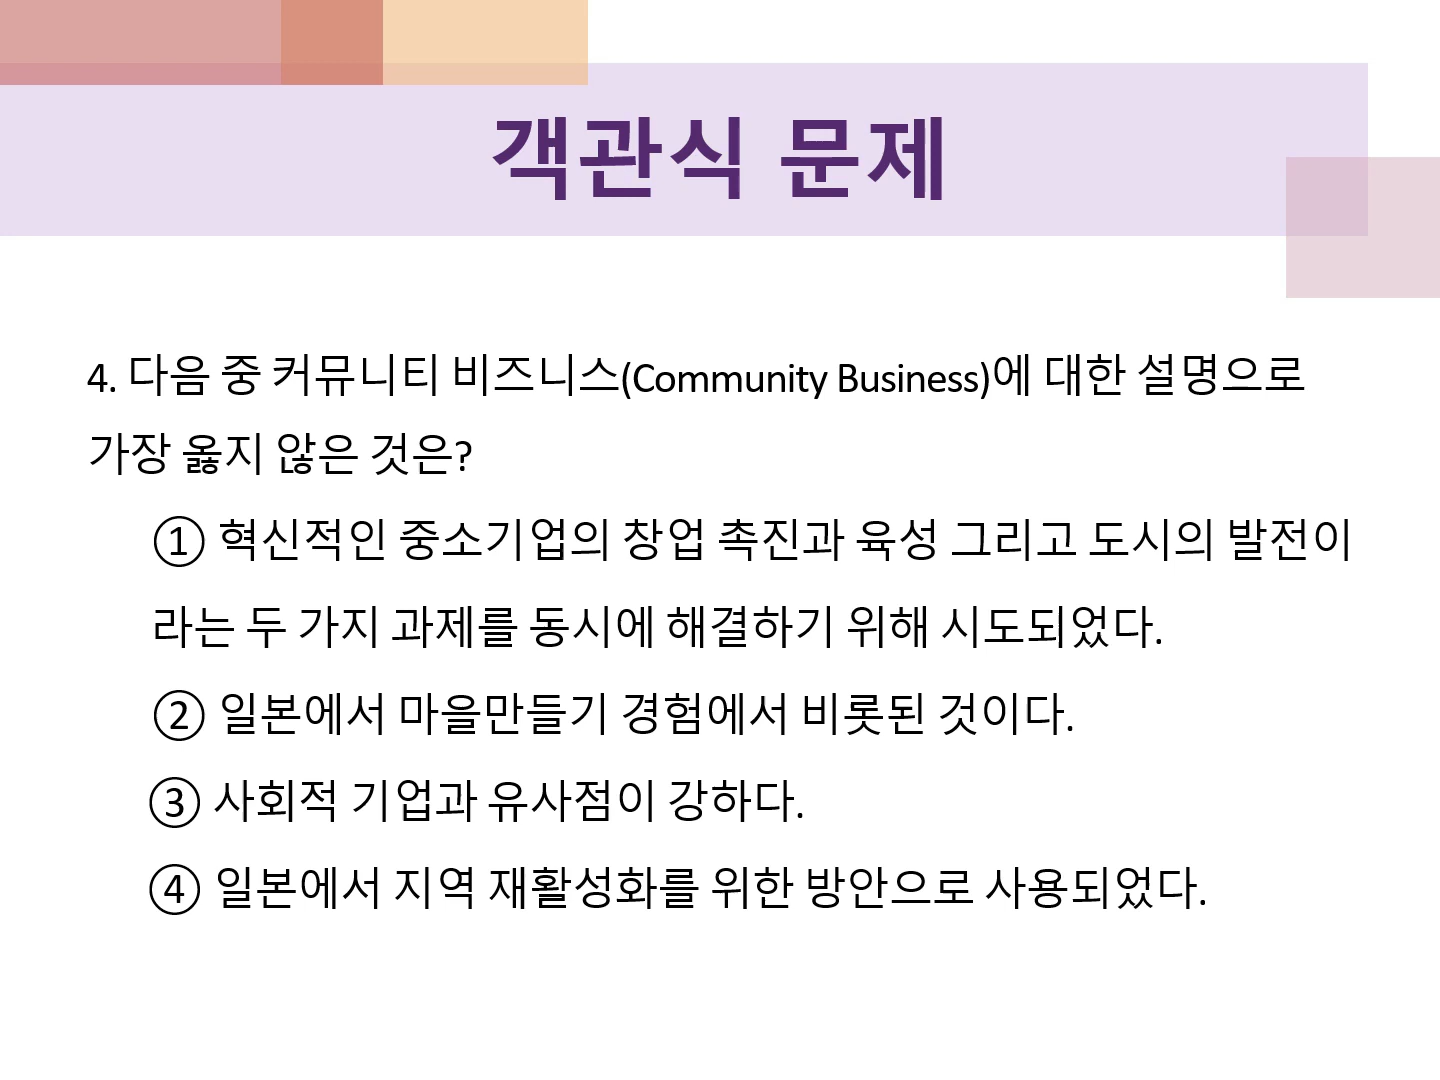 객관식 문제
4. 다음 중 커뮤니티 비즈니스(Community Business)에 대한 설명으로
가장 옳지 않은 것은?
① 혁신적인 중소기업의 창업 촉진과 육성 그리고 도시의 발전이
라는 두 가지 과제를 동시에 해결하기 위해 시도되었다.
② 일본에서 마을만들기 경험에서 비롯된 것이다.
③ 사회적 기업과 유사점이 강하다.
④ 일본에서 지역 재활성화를 위한 방안으로 사용되었다.